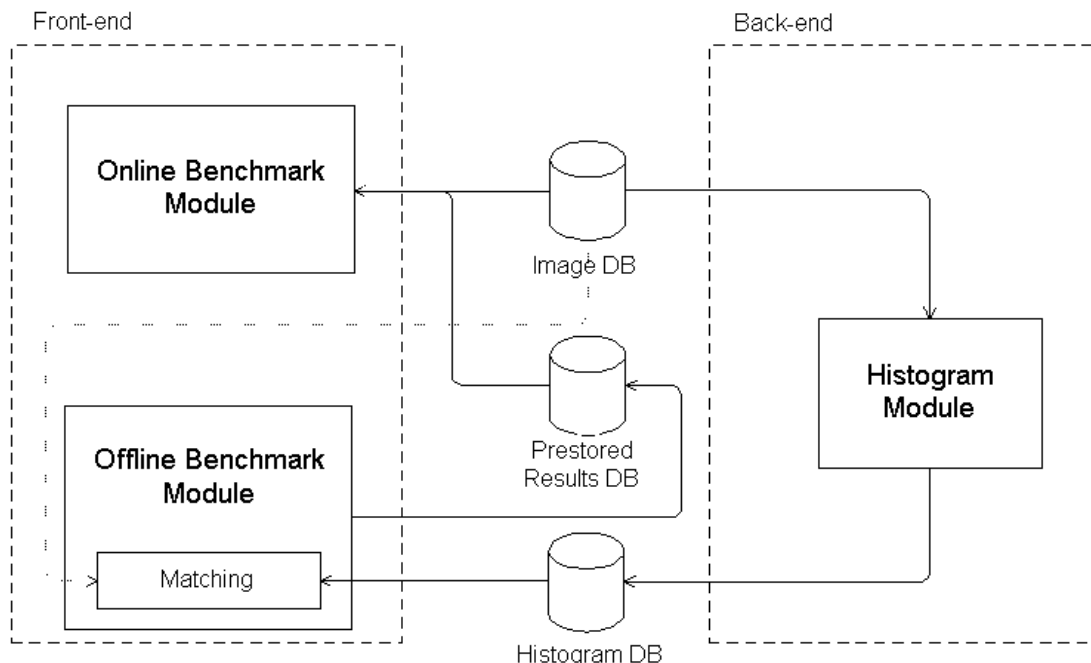 Front-end
Back-end
Online Benchmark
Module
Image DB
Histogram
Module
Prestored
Results DB
Offline Benchmark
Module
Matching
Histogram DB